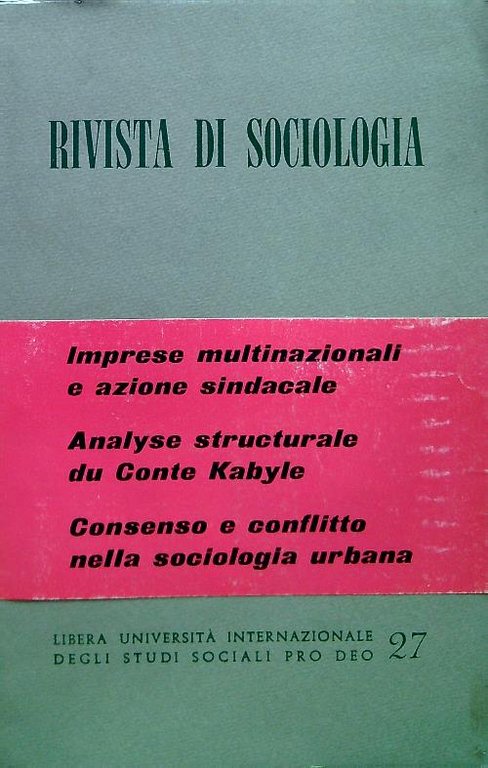 RIVISTA DI SOCIOLOGIA
Imprese multinazionali
e azione sindacale
Analyse structurale
du Conte Kabyle
Consenso e conflitto
nella sociologia urbana
LIBERA UNIVERSITÀ INTERNAZIONALE
DEGLI STUDI SOCIALI PRO DEO 27